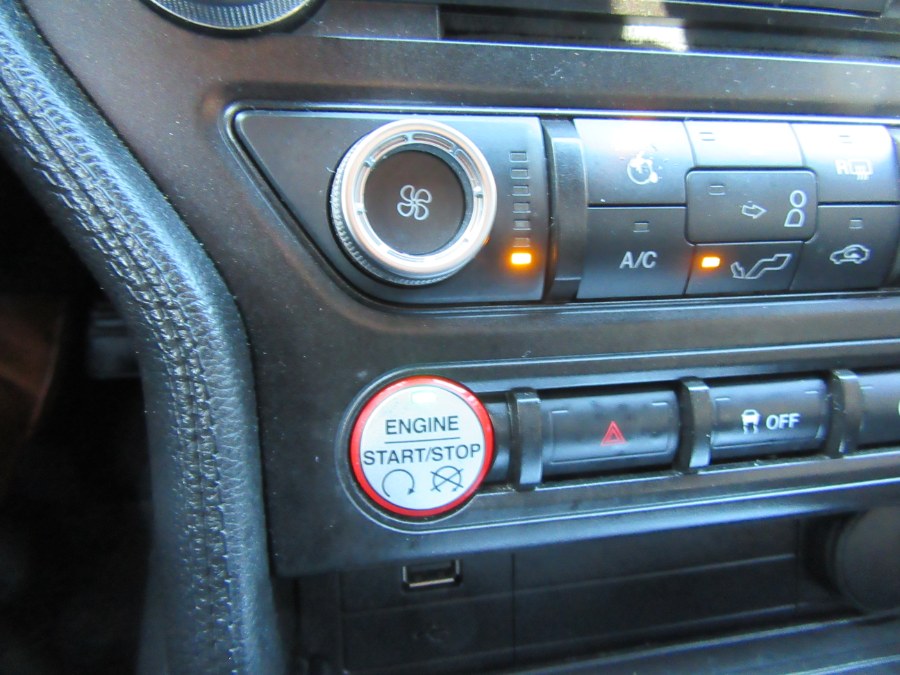 R
A/C
ENGINE
START/STOP
OFF